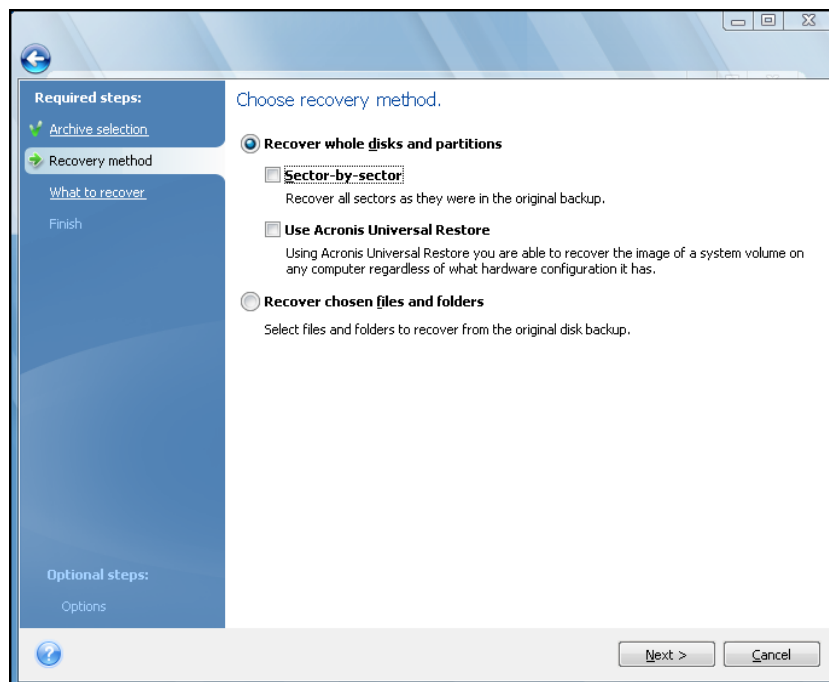 Required steps:
Archive selection
Recovery method
What to recover
Finish
Optional steps:
Options
Choose recovery method.
Recover whole disks and partitions
Sector-by-sector
Recover all sectors as they were in the original backup.
Use Acronis Universal Restore
Using Acronis Universal Restore you are able to recover the image of a system volume on
any computer regardless of what hardware configuration it has.
Recover chosen files and folders
Select files and folders to recover from the original disk backup.
?
Next >
Cancel